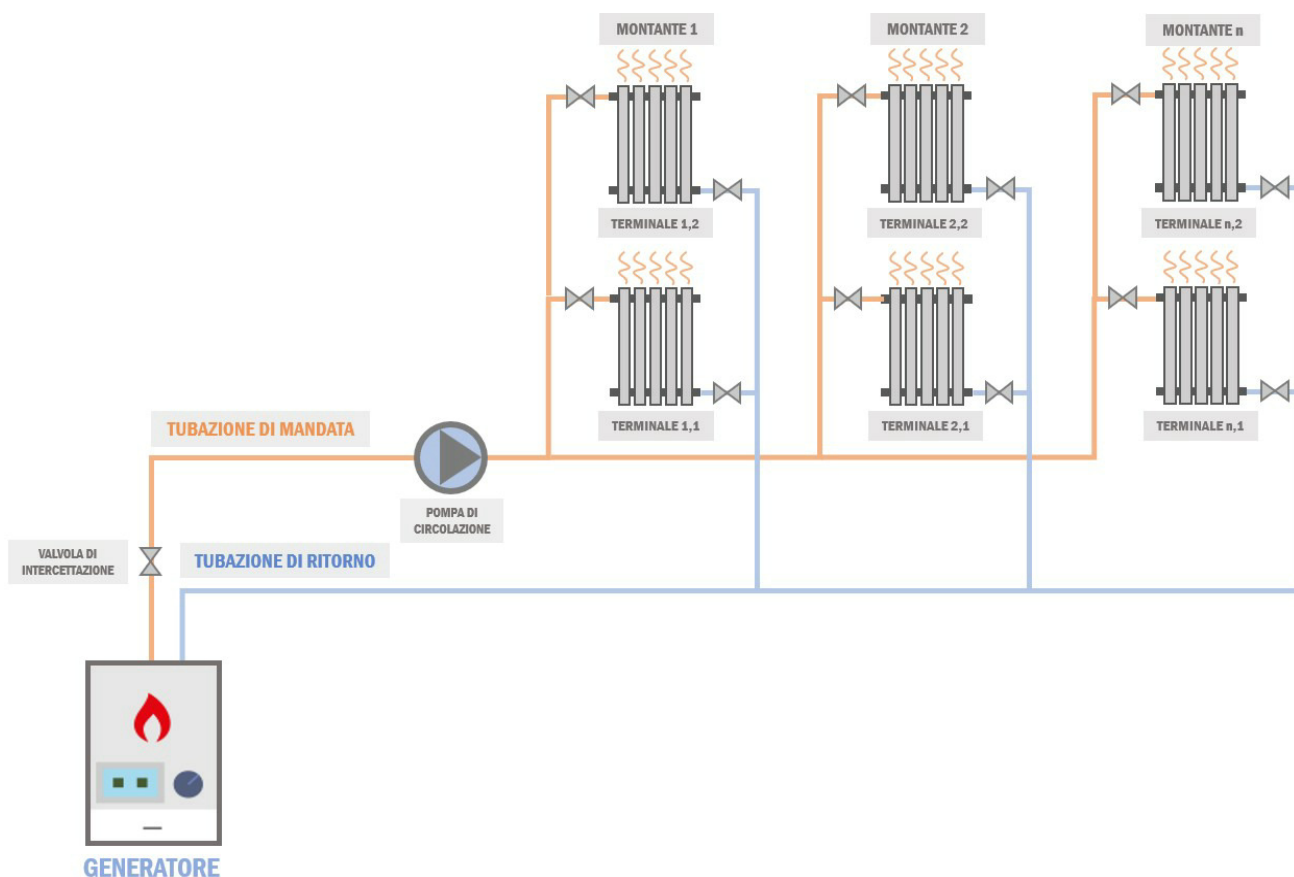 MONTANTE 1
MONTANTE 2
MONTANTE n
TERMINALE 1,2
TERMINALE 2,2
TERMINALE n,2
TERMINALE 1,1
TERMINALE 2,1
TERMINALE n,1
TUBAZIONE DI MANDATA
POMPA DI
CIRCOLAZIONE
VALVOLA DI
INTERCETTAZIONE
TUBAZIONE DI RITORNO
GENERATORE